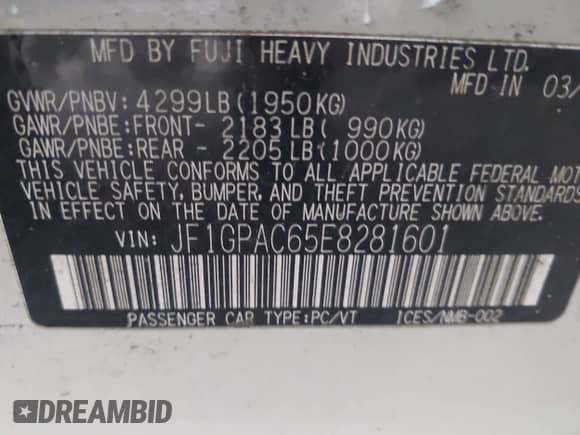 MFD BY FUJI HEAVY INDUSTRIES LTD.
MFD IN 03/
GVWR/PNBV: 4299LB(1950KG)
GAWR/PNBE:FRONT- 2183LB( 990KG)
GAWR/PNBE:REAR - 2205LB(1000KG)
THIS VEHICLE CONFORMS TO ALL APPLICABLE FEDERAL MOT
VEHICLE SAFETY, BUMPER, AND THEFT PREVENTION STANDARDS
IN EFFECT ON THE DATE OF MANUFACTURE SHOWN ABOVE.
VIN: JF1GPAC65E8281601
PASSENGER CAR TYPE:PC/VT ICES/NMB-002
DREAMBID